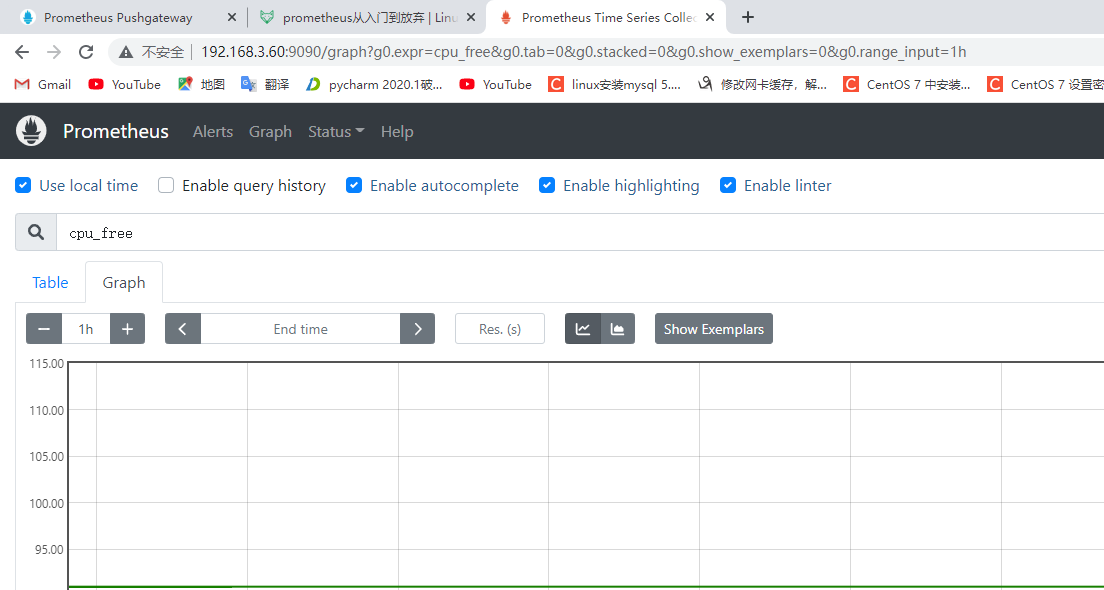 Prometheus Pushgateway
prometheus从入门到放弃 | Linu
Prometheus Time Series Collec
不安全 192.168.3.60:9090/graph?g0.expr=cpu_free&g0.tab=0&g0.stacked=0&g0.show_exemplars=0&g0.range_input=1h
Gmail YouTube 地图 翻译 pycharm 2020.1破... YouTube linux安装mysql 5.... 修改网卡缓存，解... CentOS 7 中安装... CentOS 7 设置密
Prometheus Alerts Graph Status Help
Use local time Enable query history Enable autocomplete Enable highlighting Enable linter
cpu_free
Table Graph
1h End time Res. (s) Show Exemplars
115.00
110.00
105.00
100.00
95.00